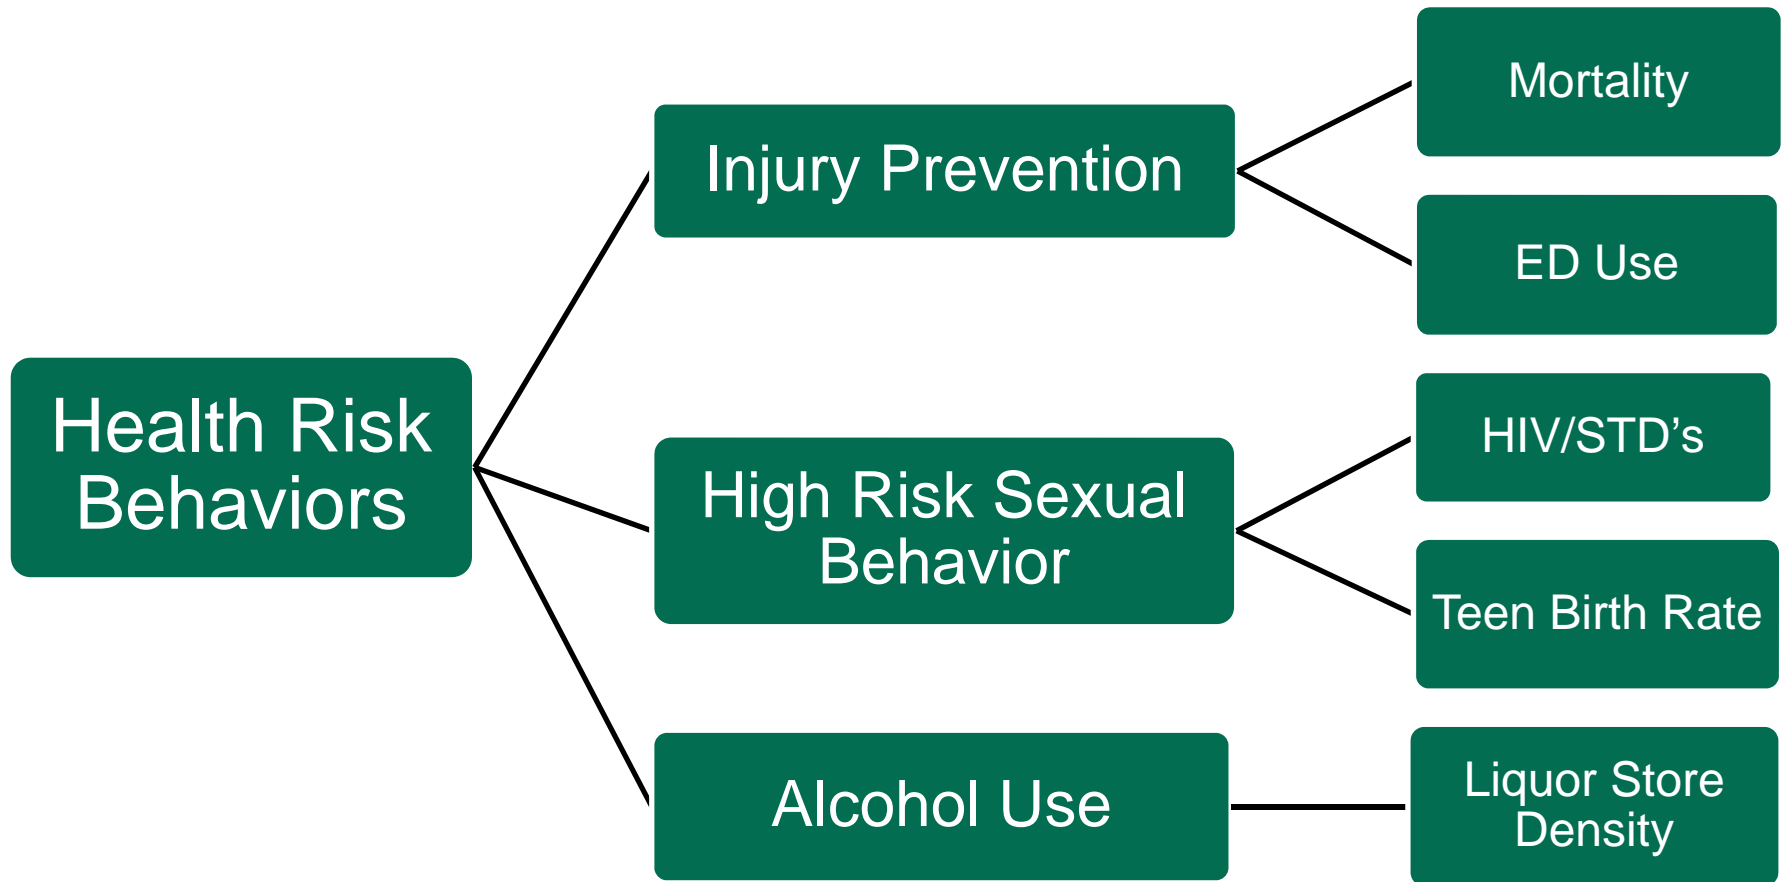 Health Risk
Behaviors
Injury Prevention
Mortality
ED Use
High Risk Sexual
Behavior
HIV/STD’s
Teen Birth Rate
Alcohol Use
Liquor Store
Density